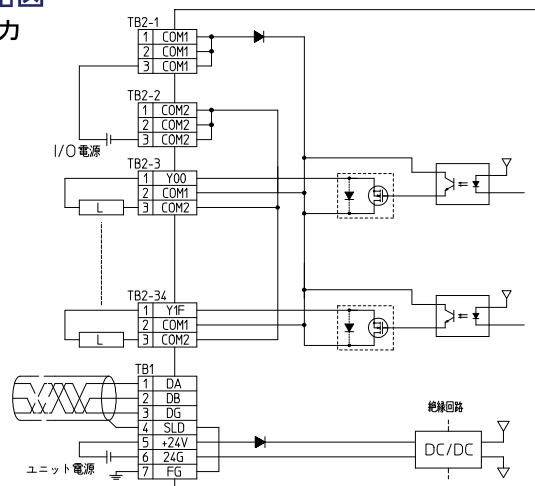 力
TB2-1
1 COM1
2 COM1
3 COM1
TB2-2
1 COM2
2 COM2
3 COM2
I/O電源
TB2-3
1 Y00
2 COM1
3 COM2
L
TB2-34
1 Y1F
2 COM1
3 COM2
L
TB1
1 DA
2 DB
3 DG
4 SLD
5 +24V
6 24G
7 FG
ユニット電源
絶縁回路
DC/DC